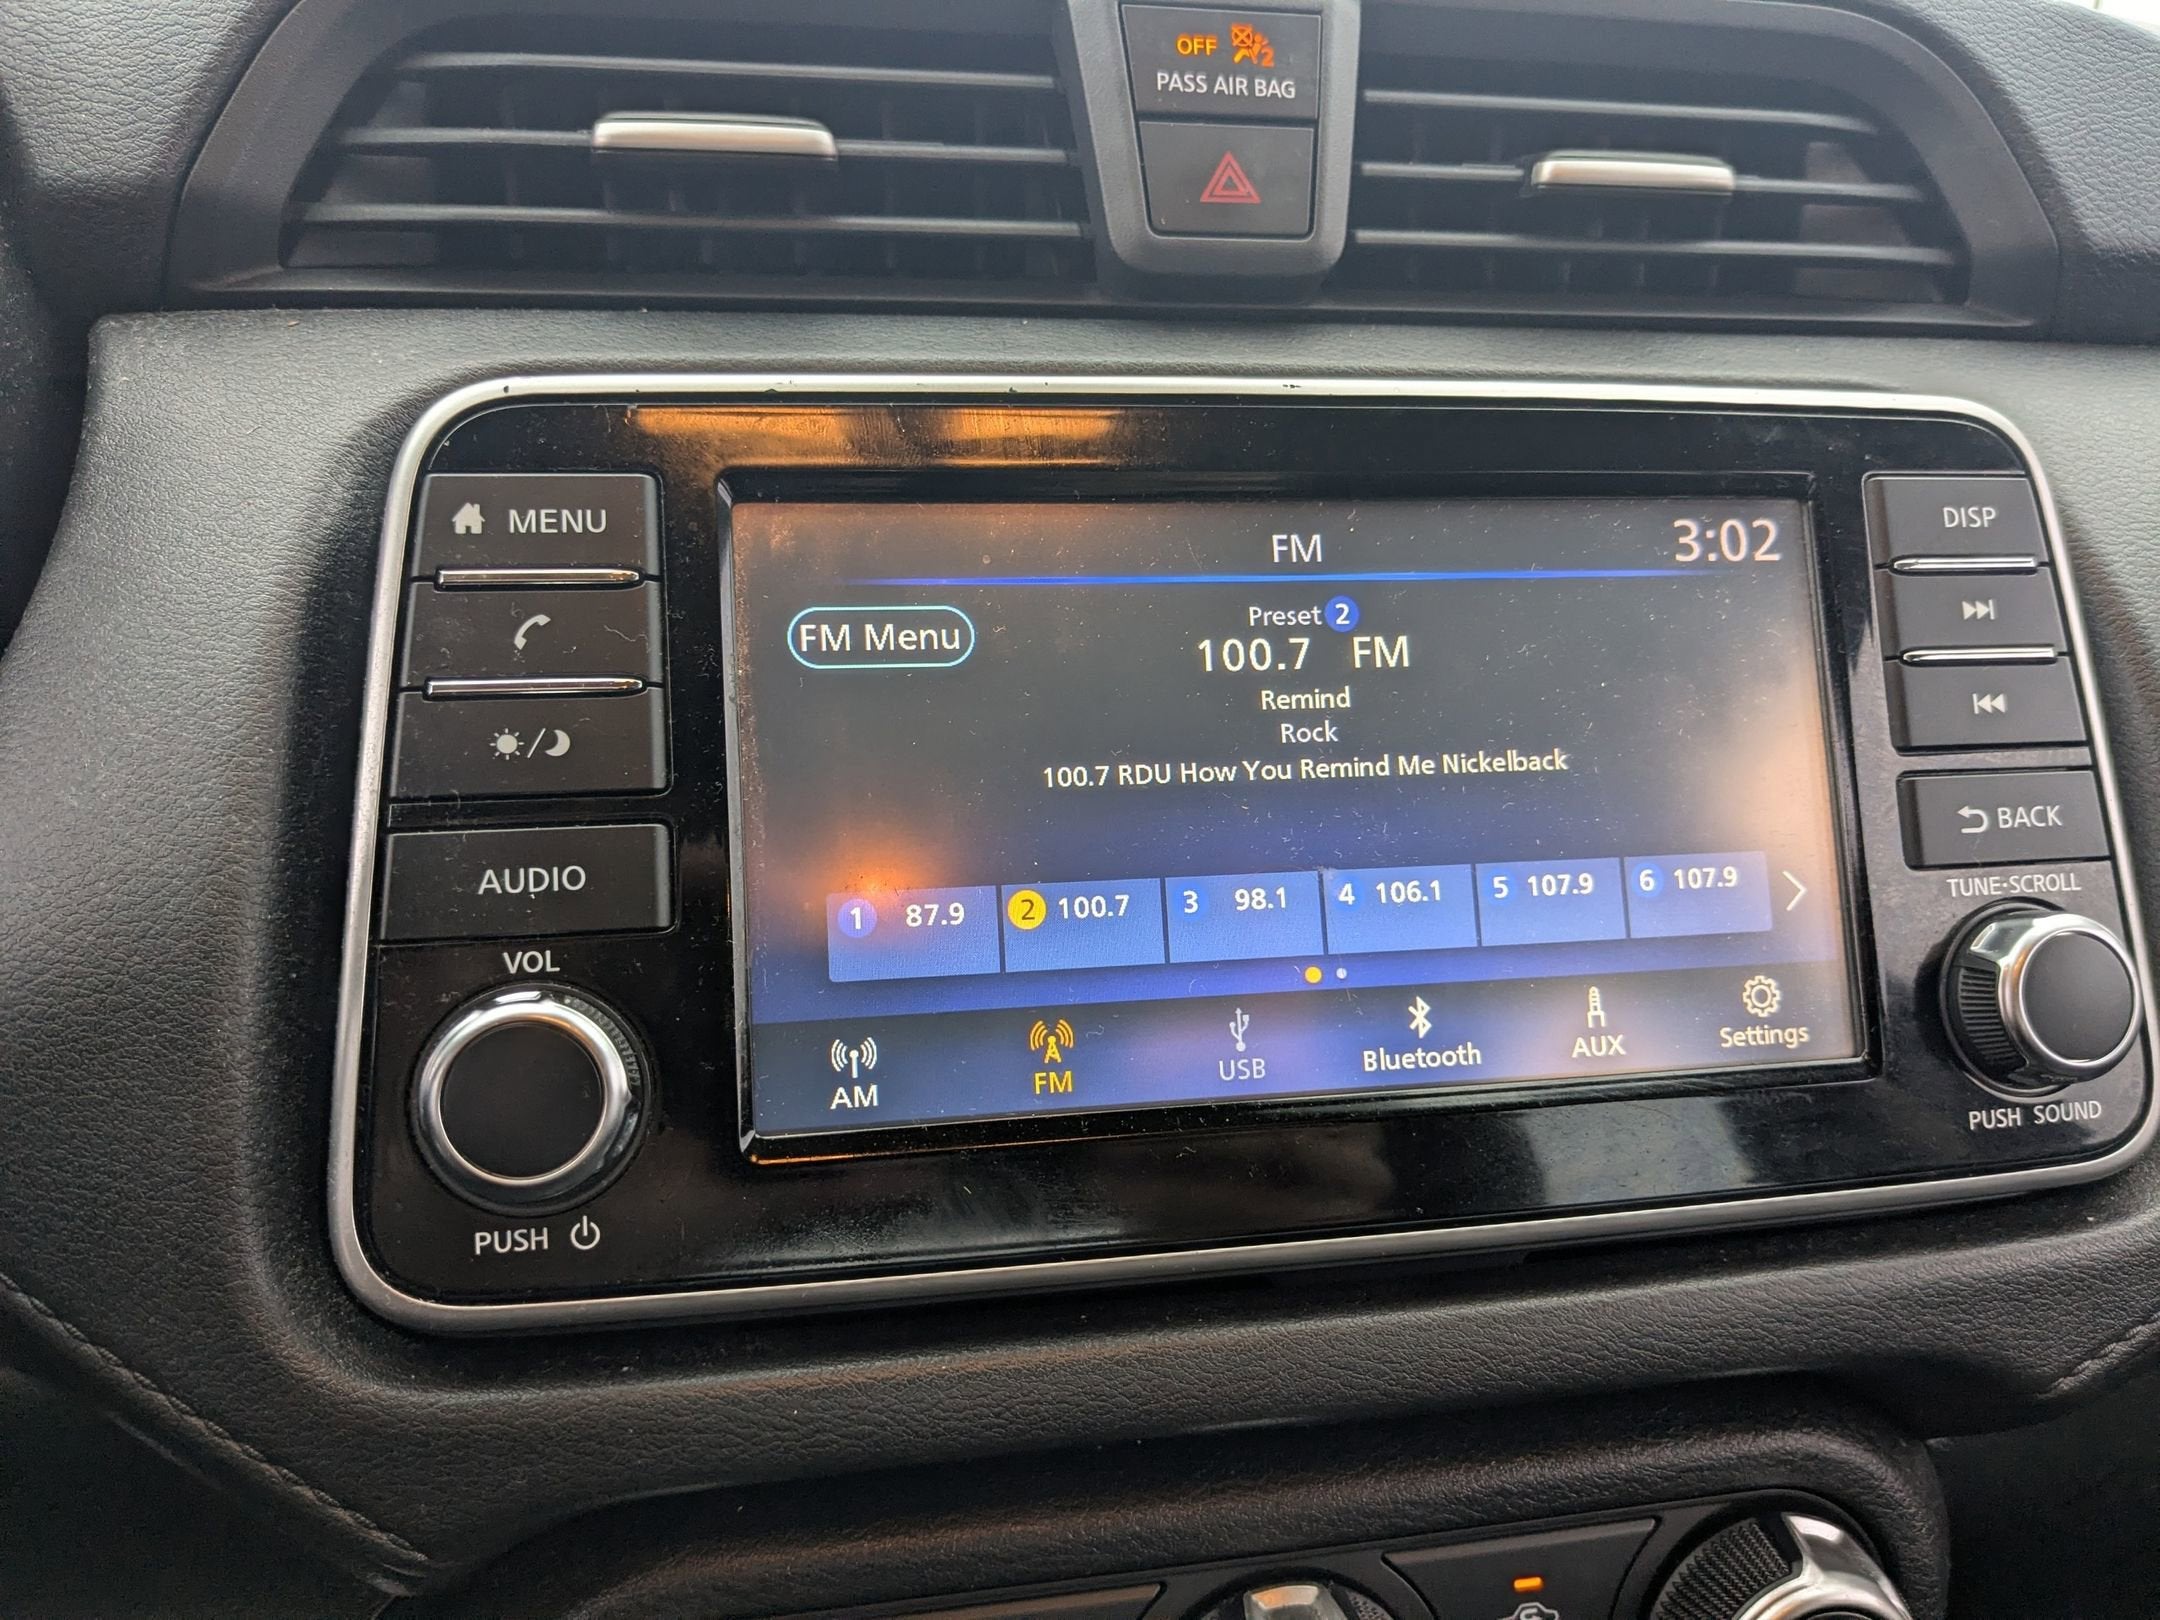 OFF 2
PASS AIR BAG
MENU
AUDIO
VOL
PUSH
FM 3:02
FM Menu
Preset 2
100.7 FM
Remind
Rock
100.7 RDU How You Remind Me Nickelback
1 87.9 2 100.7 3 98.1 4 106.1 5 107.9 6 107.9
AM FM USB Bluetooth AUX Settings
DISP
BACK
TUNE·SCROLL
PUSH SOUND